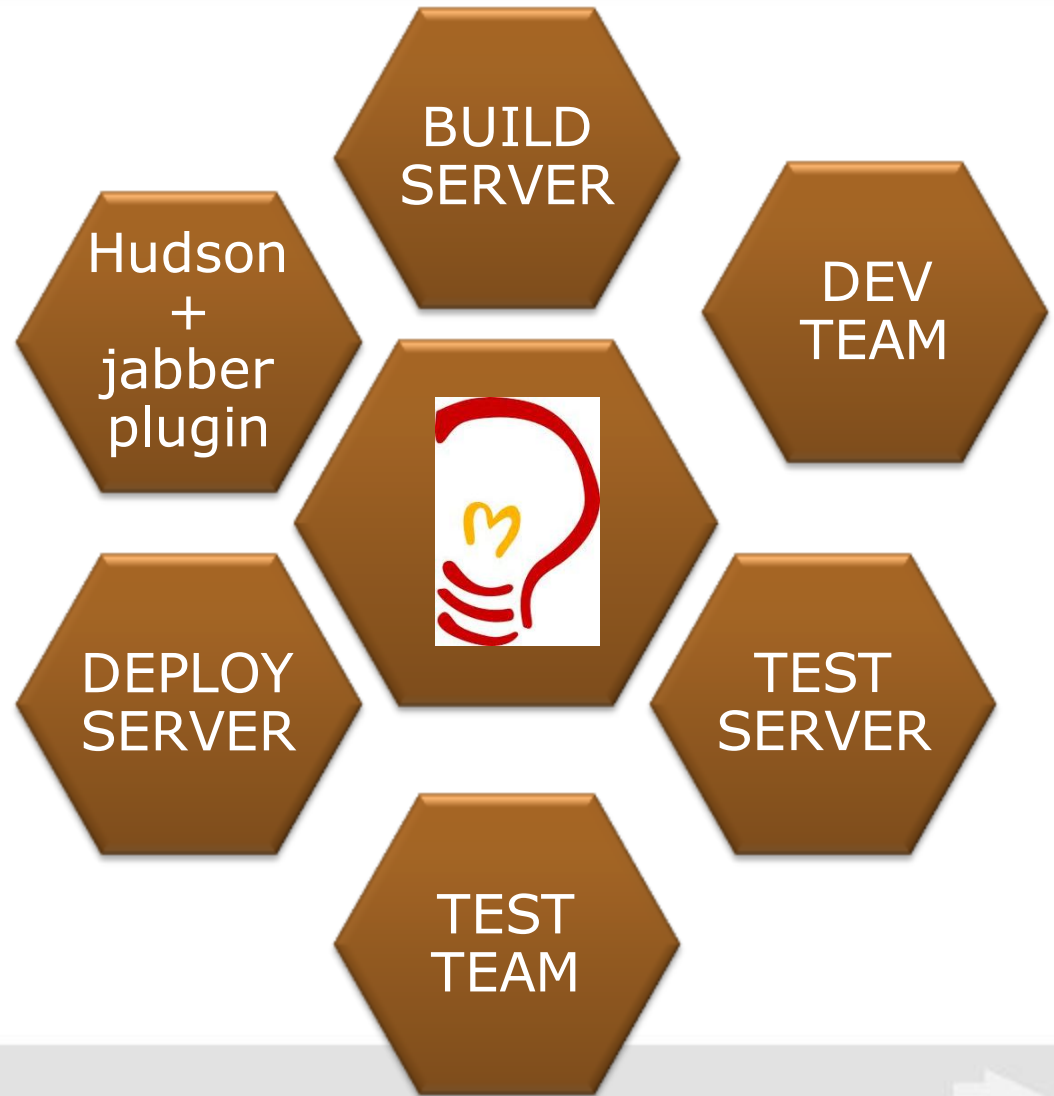 BUILD
SERVER
Hudson
+
jabber
plugin
DEV
TEAM
DEPLOY
SERVER
TEST
SERVER
TEST
TEAM